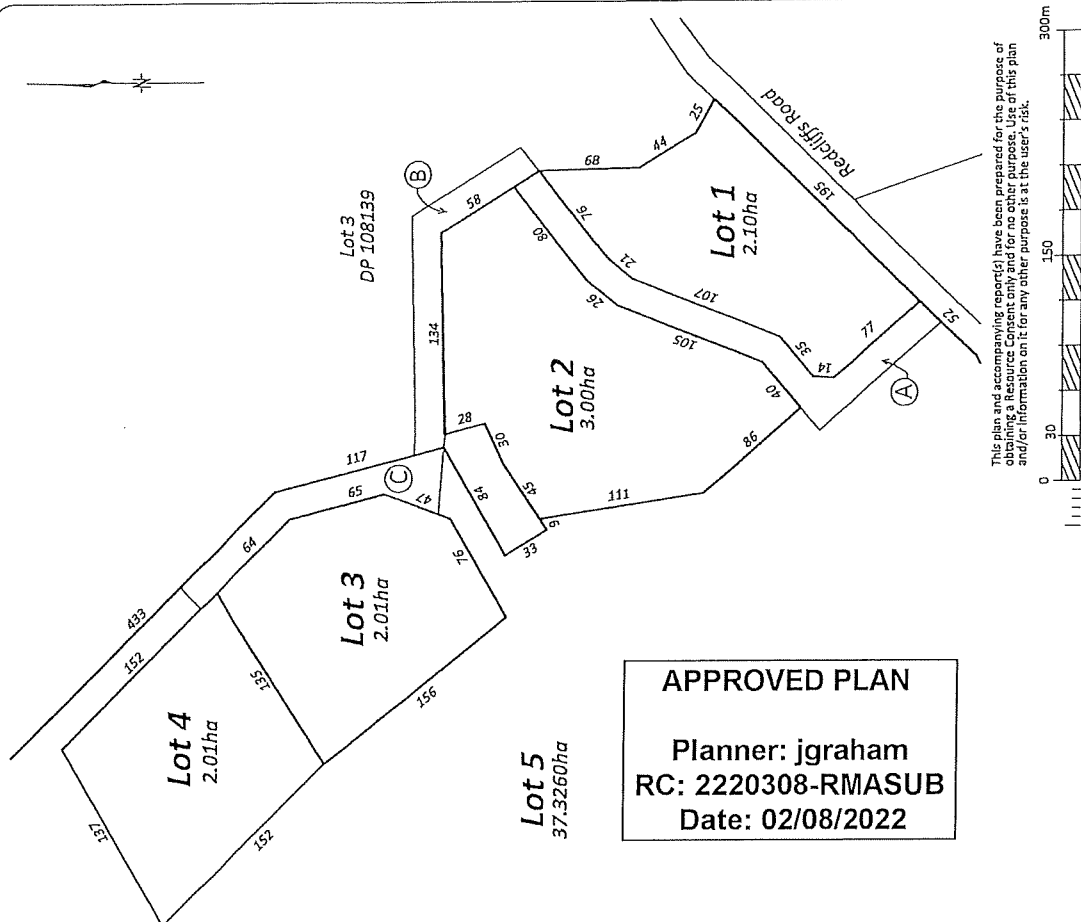 Lot 3
DP 108139
B
58
134
68
44
25
Redcliffs Road
76
80
21
26
107
105
195
Lot 1
2.10ha
Lot 2
3.00ha
28
30
45
84
9
33
111
86
40
35
14
77
52
A
117
C
65
47
64
76
433
152
Lot 3
2.01ha
135
156
Lot 4
2.01ha
137
152
Lot 5
37.3260ha
APPROVED PLAN
Planner: jgraham
RC: 2220308-RMASUB
Date: 02/08/2022
This plan and accompanying report(s) have been prepared for the purpose of
obtaining a Resource Consent only and for no other purpose. Use of this plan
and/or information on it for any other purpose is at the user's risk.
0
30
150
300m